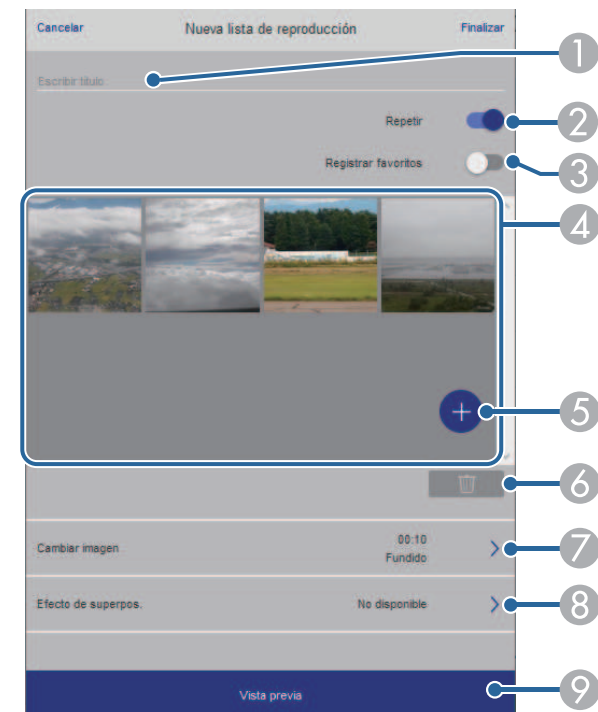 Cancelar Nueva lista de reproducción Finalizar
1
Escribir título
Repetir
2
Registrar favoritos
3
4
+
5
6
7
Cambiar imagen 00:10
Fundido
Efecto de superpos. No disponible
8
Vista previa
9